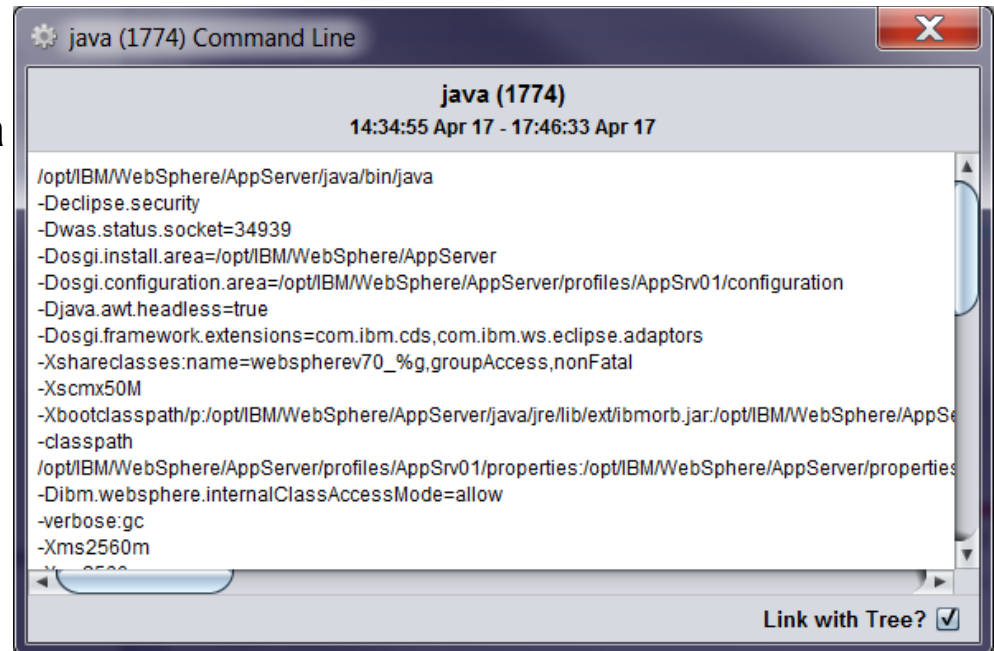 java (1774) Command Line
java (1774)
14:34:55 Apr 17 - 17:46:33 Apr 17
/opt/IBM/WebSphere/AppServer/java/bin/java
-Declipse.security
-Dwas.status.socket=34939
-Dosgi.install.area=/opt/IBM/WebSphere/AppServer
-Dosgi.configuration.area=/opt/IBM/WebSphere/AppServer/profiles/AppSrv01/configuration
-Djava.awt.headless=true
-Dosgi.framework.extensions=com.ibm.cds,com.ibm.ws.eclipse.adaptors
-Xshareclasses:name=webspherev70_%g,groupAccess,nonFatal
-Xscmx50M
-Xbootclasspath/p:/opt/IBM/WebSphere/AppServer/java/jre/lib/ext/ibmorb.jar:/opt/IBM/WebSphere/AppSe
-classpath
/opt/IBM/WebSphere/AppServer/profiles/AppSrv01/properties:/opt/IBM/WebSphere/AppServer/properties
-Dibm.websphere.internalClassAccessMode=allow
-verbose:gc
-Xms2560m
Link with Tree?